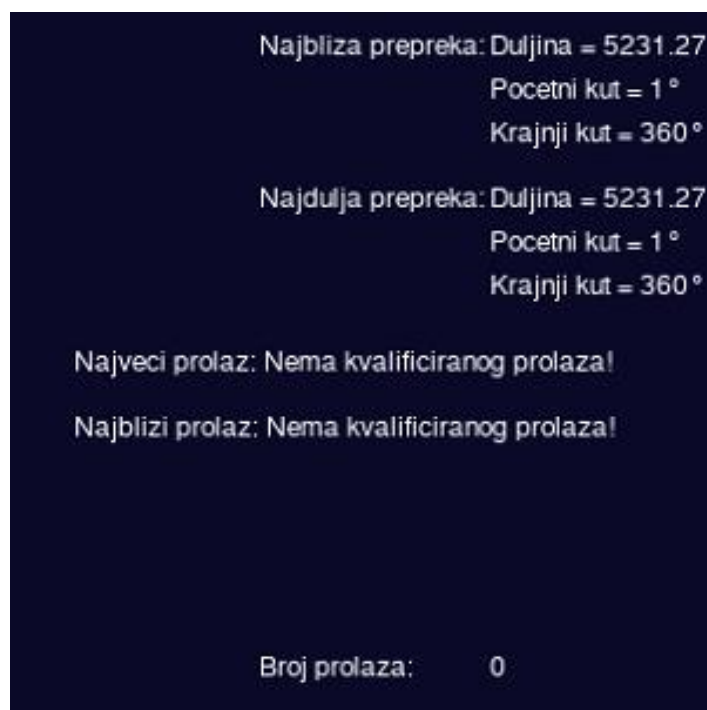 Najbliza prepreka: Duljina = 5231.27
Pocetni kut = 1°
Krajnji kut = 360°
Najdulja prepreka: Duljina = 5231.27
Pocetni kut = 1°
Krajnji kut = 360°
Najveci prolaz: Nema kvalificiranog prolaza!
Najblizi prolaz: Nema kvalificiranog prolaza!
Broj prolaza: 0